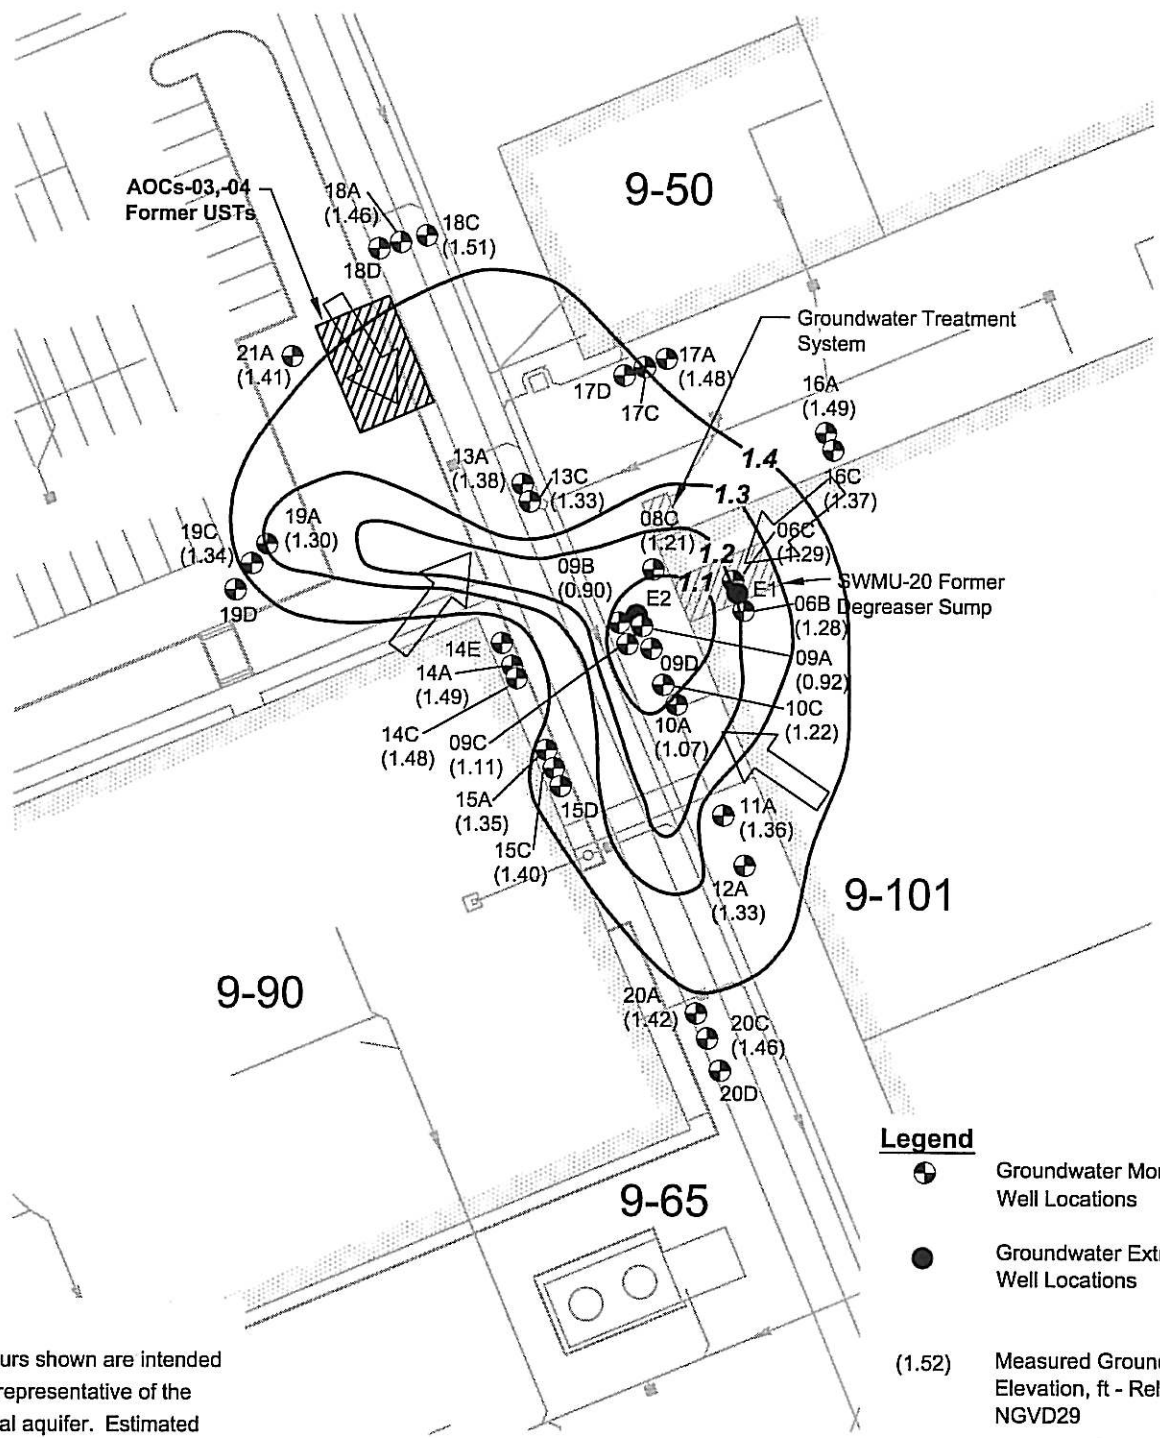 9-50
AOCs-03,-04
Former USTs
18A
(1.46)
18C
(1.51)
18D
Groundwater Treatment
System
21A
(1.41)
17A
(1.48)
17D
17C
16A
(1.49)
1.4
13A
(1.38)
13C
(1.33)
1.3
16C
(1.37)
08C
(1.21)
06C
(1.29)
19A
(1.30)
19C
(1.34)
1.2
09B
(0.90)
1.1
E1
SWMU-20 Former
Degreaser Sump
19D
E2
06B
(1.28)
14E
09D
09A
(0.92)
14A
(1.49)
10C
(1.22)
14C
(1.48)
09C
(1.11)
10A
(1.07)
15A
(1.35)
15D
11A
(1.36)
15C
(1.40)
12A
(1.33)
9-101
9-90
20A
(1.42)
20C
(1.46)
20D
Legend
Groundwater Mo
Well Locations
9-65
Groundwater Ext
Well Locations
urs shown are intended
representative of the
al aquifer. Estimated
(1.52)
Measured Groun
Elevation, ft - Rel
NGVD29